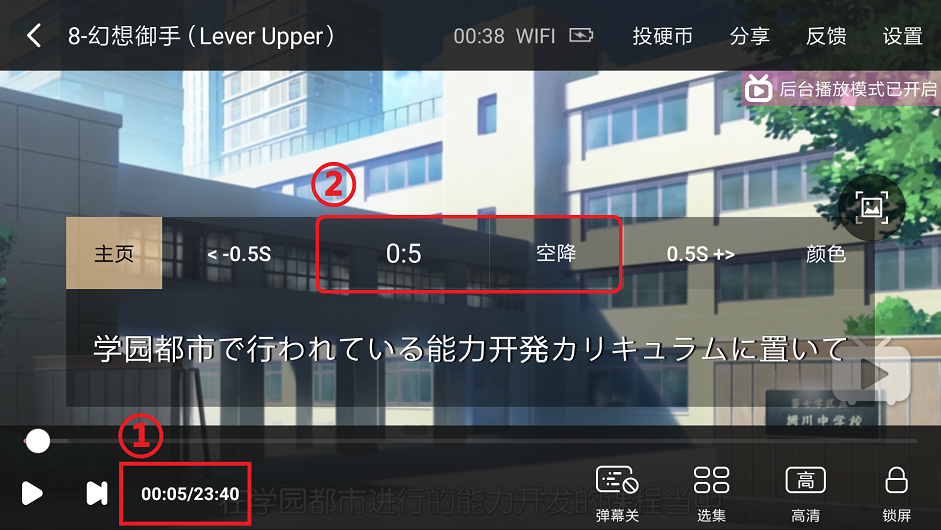 8-幻想御手（Lever Upper）
00:38 WIFI
投硬币 分享 反馈 设置
后台播放模式已开启
②
主页 < -0.5S 0:5 空降 0.5S +> 颜色
学园都市で行われている能力开発カリキュラムに置いて
柵川中学校
①
00:05/23:40
在学园都市进行的能力开发的课程当
弹幕关 选集 高 高清 锁屏